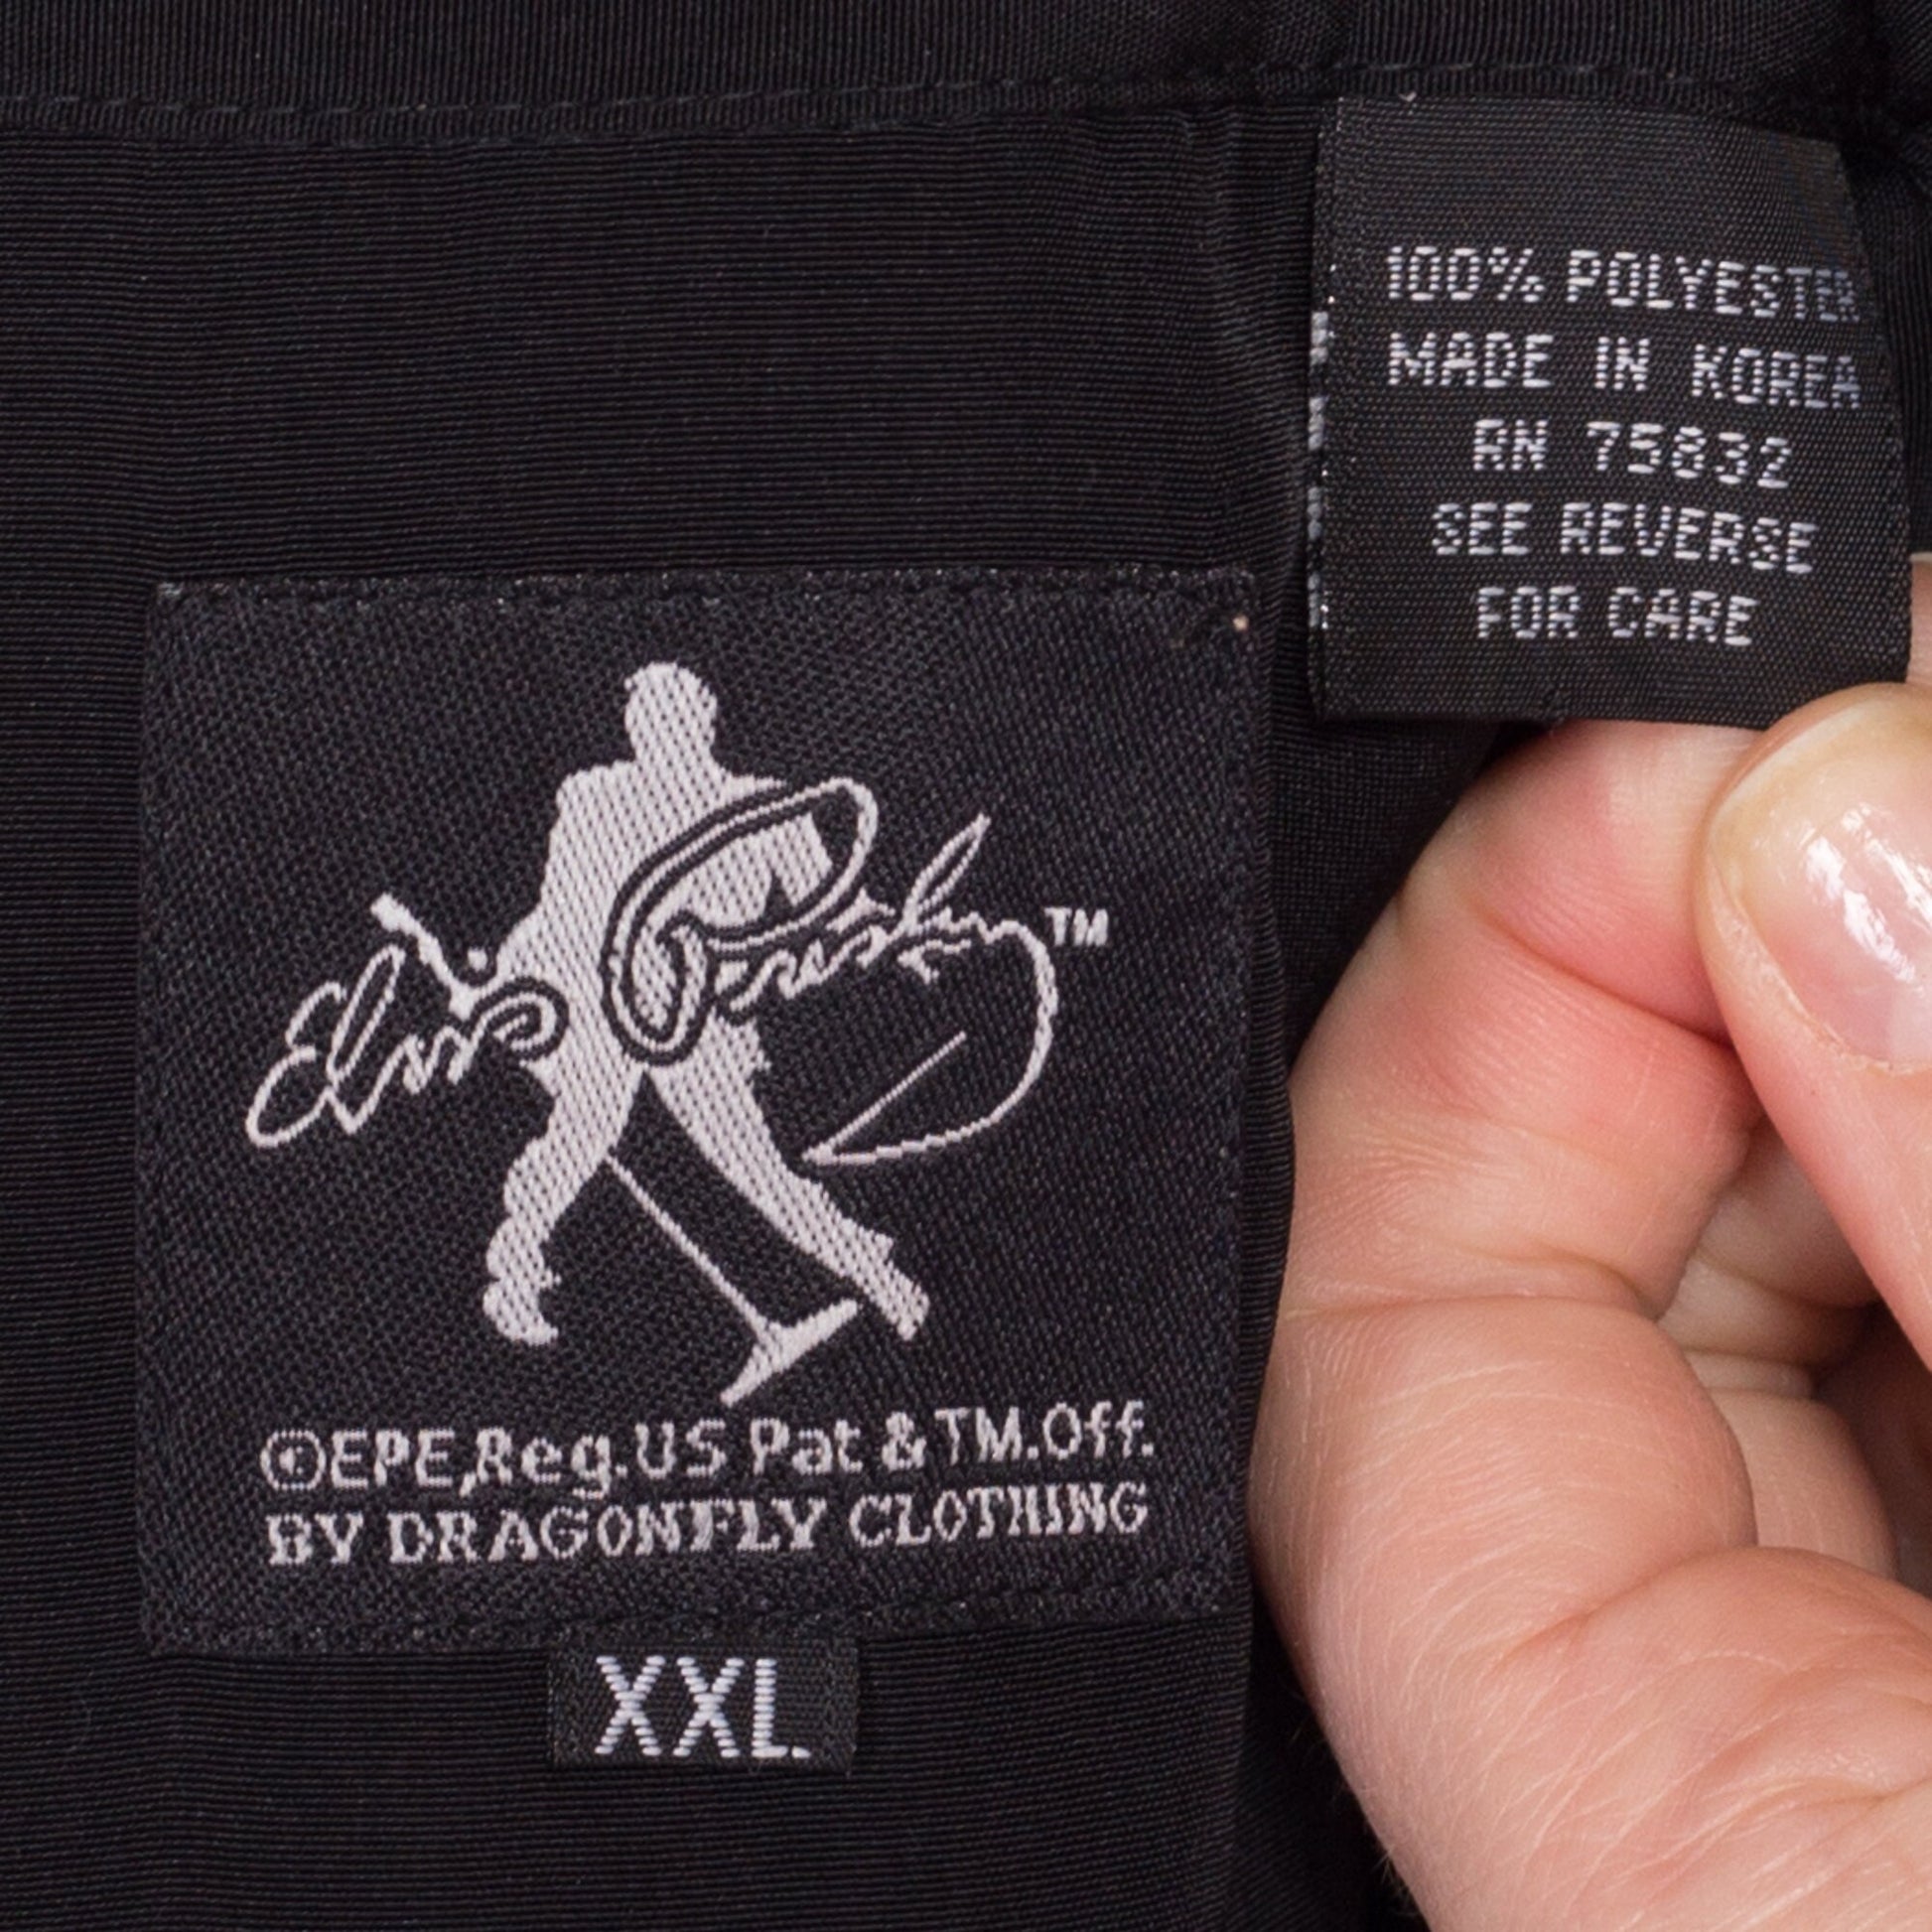 100% POLYESTER
MADE IN KOREA
RN 75832
SEE REVERSE
FOR CARE
Elvis Presley™
©EPE,Reg.US Pat & TM.Off.
BY DRAGONFLY CLOTHING
XXL